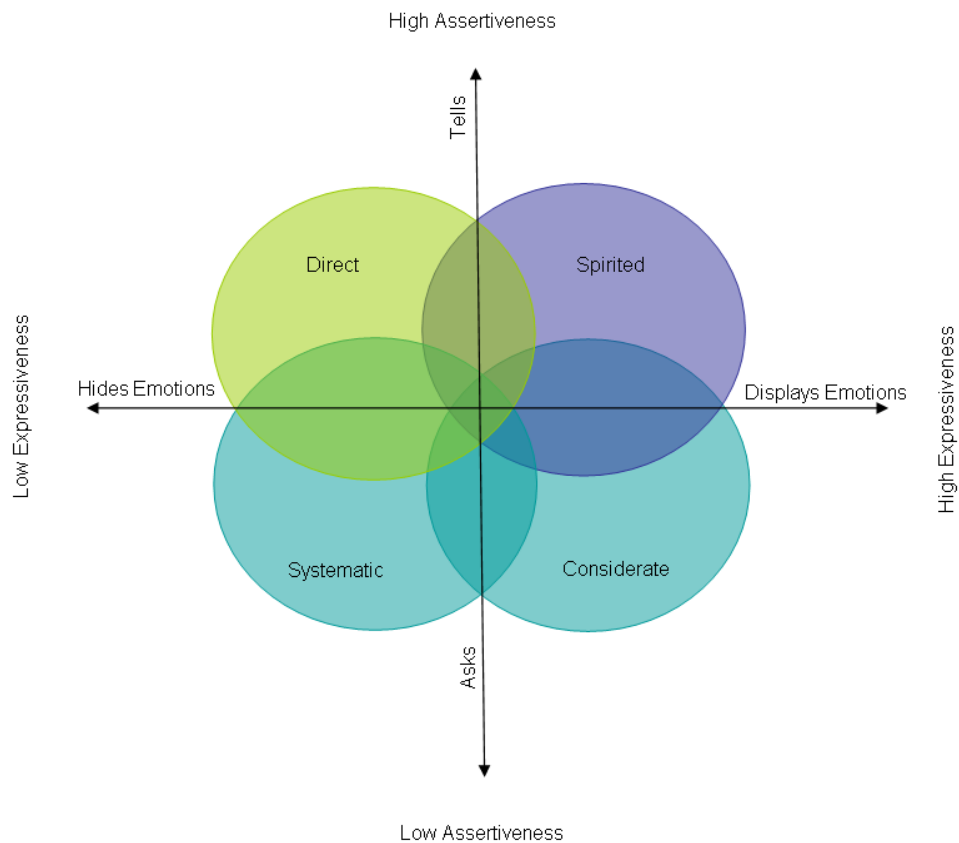 High Assertiveness
Tells
Direct
Spirited
Low Expressiveness
Hides Emotions
Displays Emotions
High Expressiveness
Systematic
Considerate
Asks
Low Assertiveness